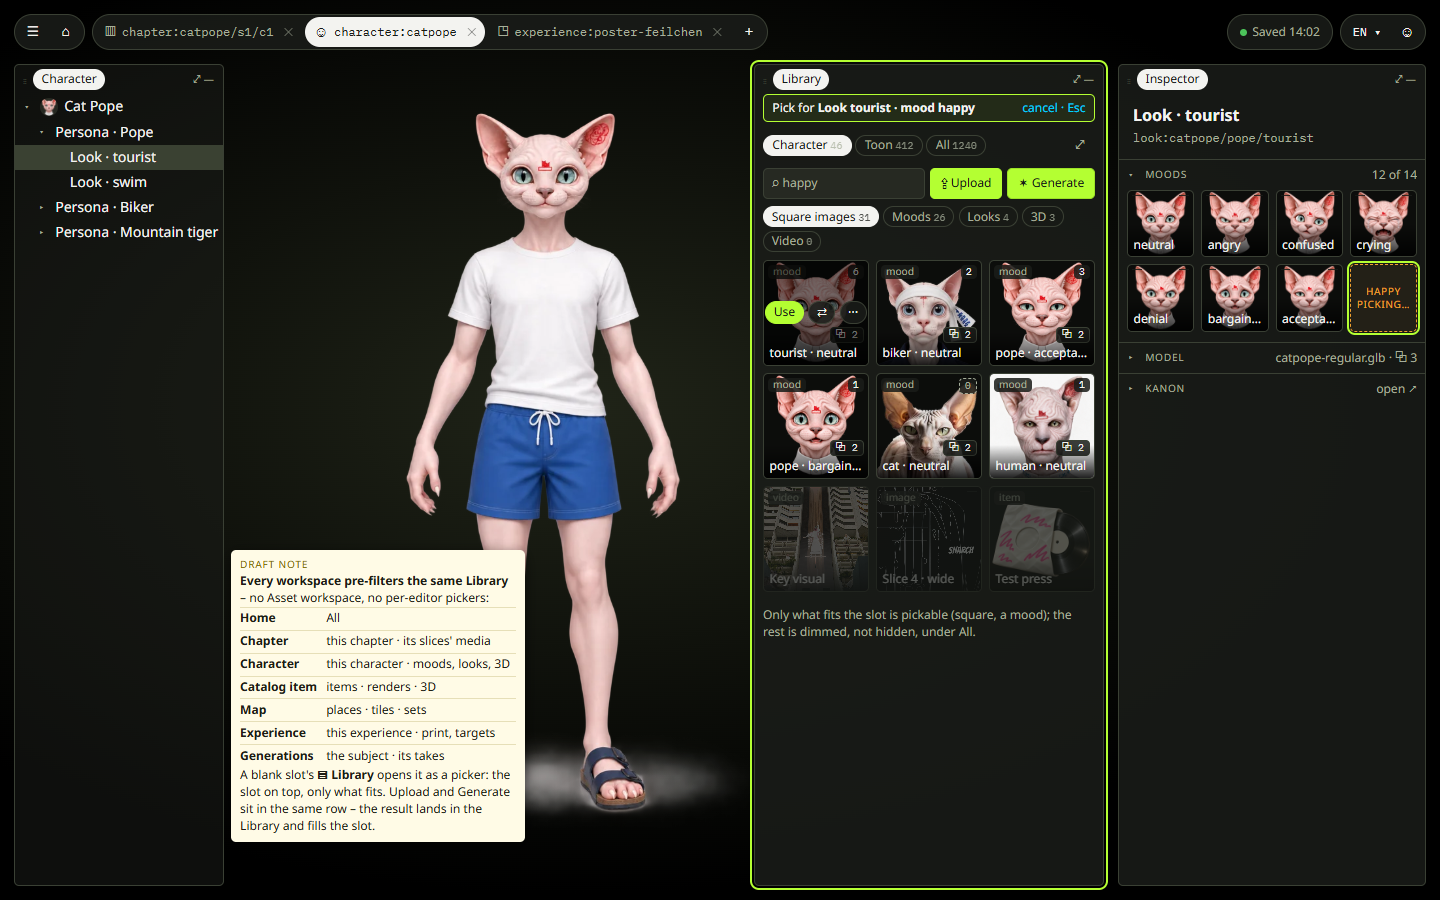 chapter:catpope/s1/c1
character:catpope
experience:poster-feilchen
Saved 14:02
EN
Character
Cat Pope
Persona · Pope
Look · tourist
Look · swim
Persona · Biker
Persona · Mountain tiger
DRAFT NOTE
Every workspace pre-filters the same Library
– no Asset workspace, no per-editor pickers:
Home All
Chapter this chapter · its slices' media
Character this character · moods, looks, 3D
Catalog item items · renders · 3D
Map places · tiles · sets
Experience this experience · print, targets
Generations the subject · its takes
A blank slot's Library opens it as a picker: the
slot on top, only what fits. Upload and Generate
sit in the same row – the result lands in the
Library and fills the slot.
Library
Pick for Look tourist · mood happy cancel · Esc
Character 46 Toon 412 All 1240
happy Upload Generate
Square images 31 Moods 26 Looks 4 3D 3
Video 0
mood 6 mood 2 mood 3
Use
2 2 2
tourist · neutral biker · neutral pope · accepta...
mood 1 mood 0 mood 1
2 2 2
pope · bargain... cat · neutral human · neutral
video image item
SNARCH!
Key visual Slice 4 · wide Test press
Only what fits the slot is pickable (square, a mood); the
rest is dimmed, not hidden, under All.
Inspector
Look · tourist
look:catpope/pope/tourist
MOODS 12 of 14
neutral angry confused crying
denial bargain... accepta... HAPPY
PICKING...
MODEL catpope-regular.glb · 3
KANON open ↗